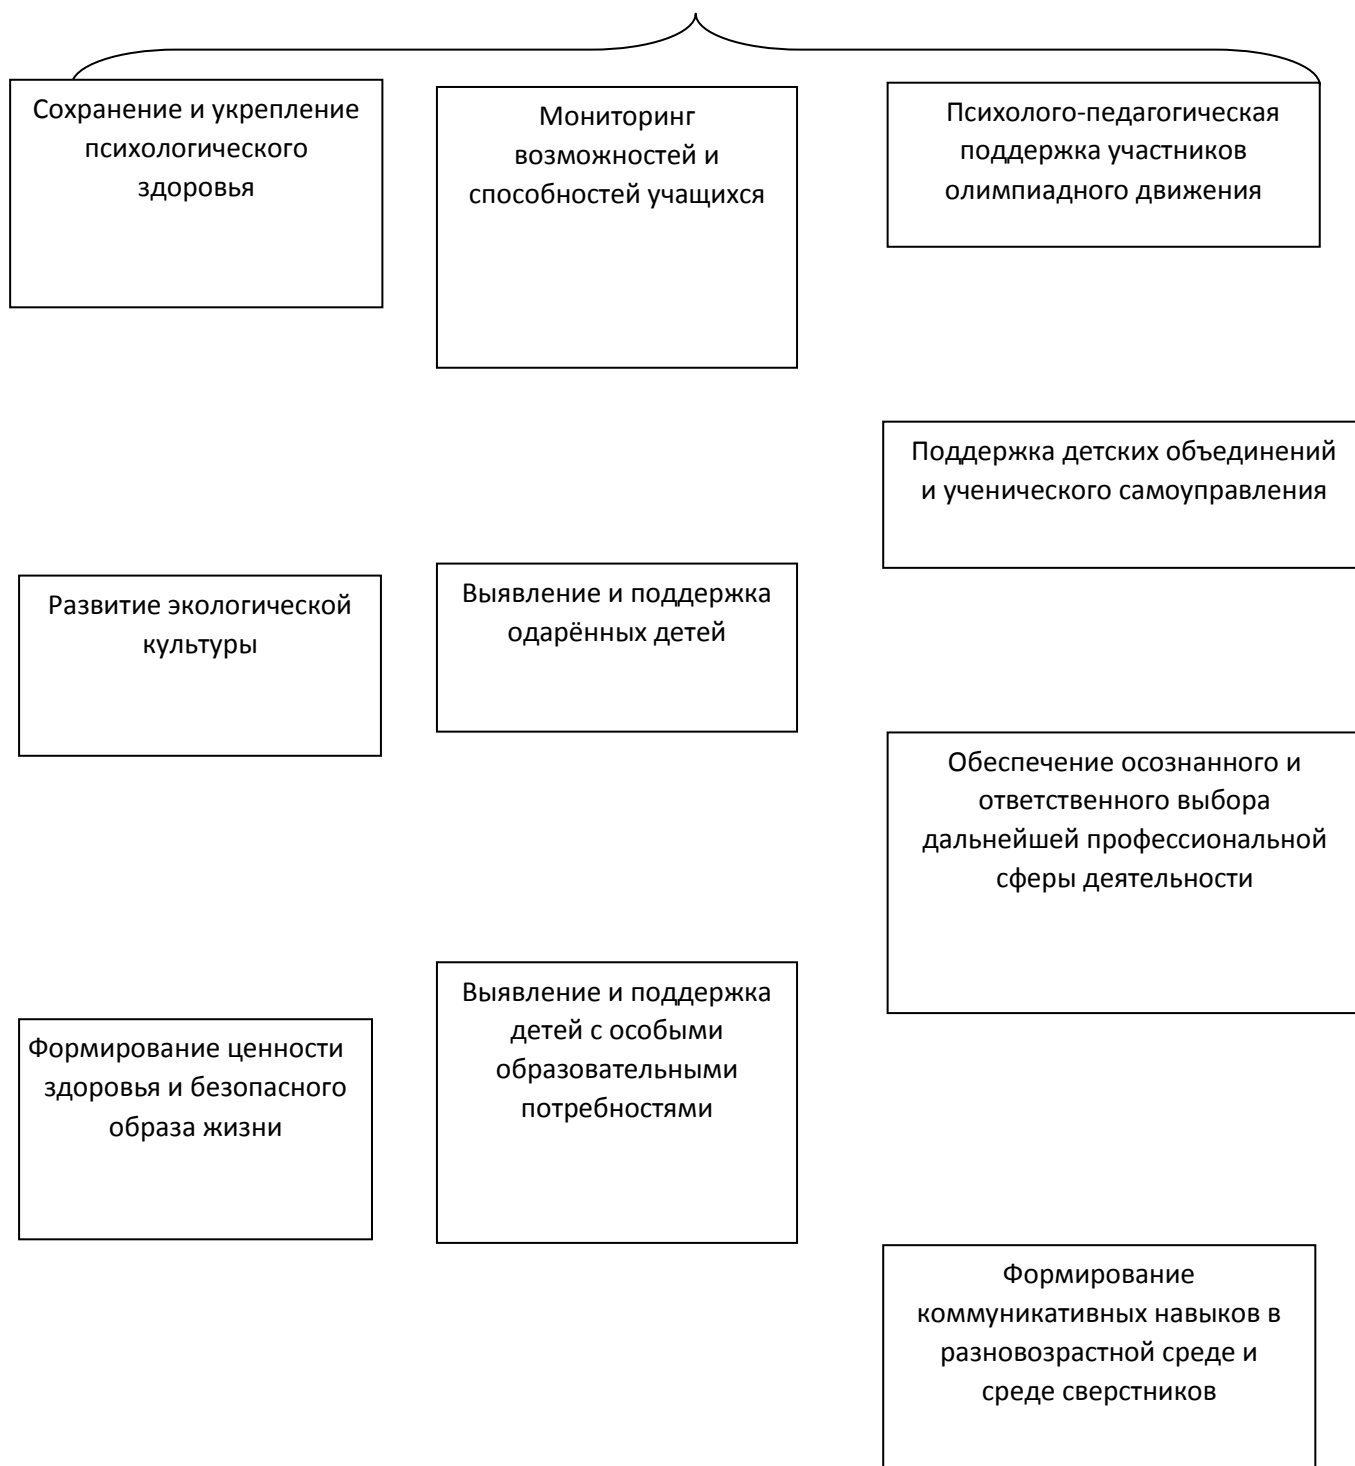 Сохранение и укрепление
психологического
здоровья
Мониторинг
возможностей и
способностей учащихся
Психолого-педагогическая
поддержка участников
олимпиадного движения
Поддержка детских объединений
и ученического самоуправления
Развитие экологической
культуры
Выявление и поддержка
одарённых детей
Обеспечение осознанного и
ответственного выбора
дальнейшей профессиональной
сферы деятельности
Формирование ценности
здоровья и безопасного
образа жизни
Выявление и поддержка
детей с особыми
образовательными
потребностями
Формирование
коммуникативных навыков в
разновозрастной среде и
среде сверстников